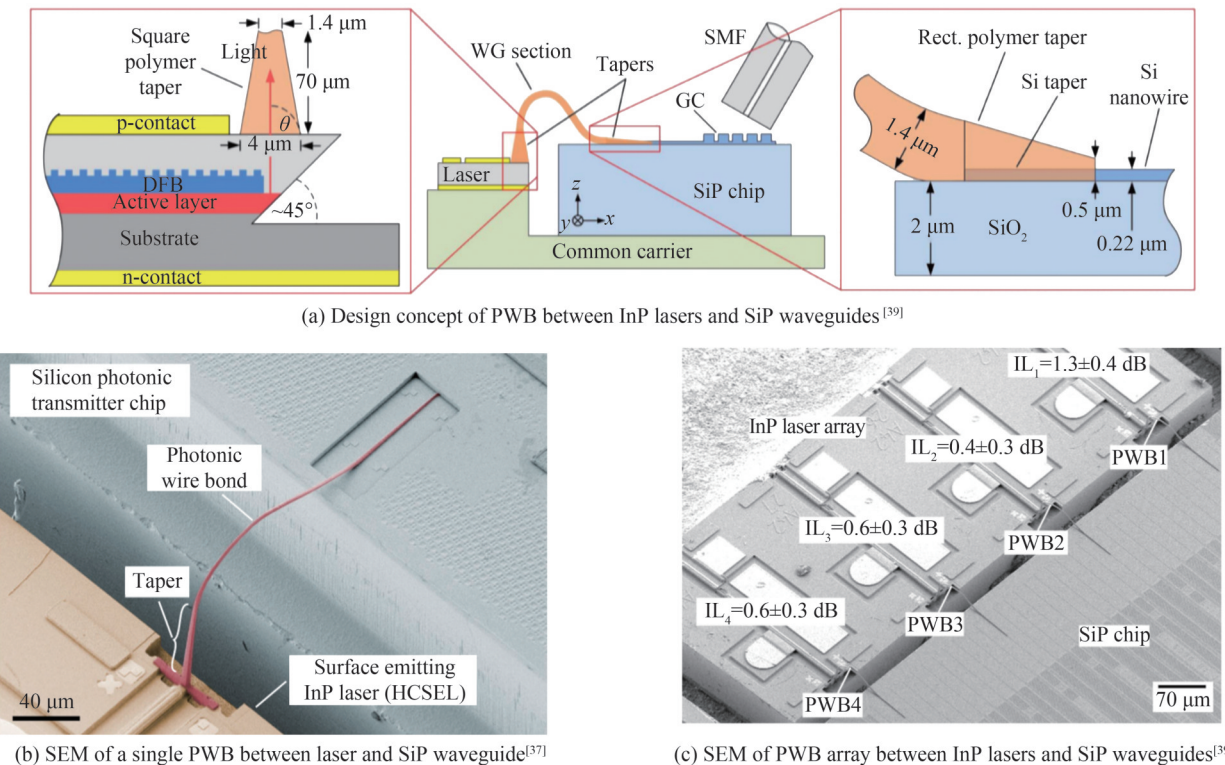 1.4 μm
Square
polymer
taper
Light
70 μm
p-contact
θ
4 μm
DFB
Active layer
~45°
Substrate
n-contact
WG section
Tapers
SMF
GC
Laser
SiP chip
z
y
x
Common carrier
Rect. polymer taper
Si taper
Si
nanowire
1.4 μm
0.5 μm
2 μm
SiO2
0.22 μm
(a) Design concept of PWB between InP lasers and SiP waveguides[39]
Silicon photonic
transmitter chip
Photonic
wire bond
Taper
Surface emitting
InP laser (HCSEL)
40 μm
(b) SEM of a single PWB between laser and SiP waveguide[37]
IL1=1.3±0.4 dB
InP laser array
IL2=0.4±0.3 dB
PWB1
IL3=0.6±0.3 dB
PWB2
IL4=0.6±0.3 dB
PWB3
SiP chip
PWB4
70 μm
(c) SEM of PWB array between InP lasers and SiP waveguides